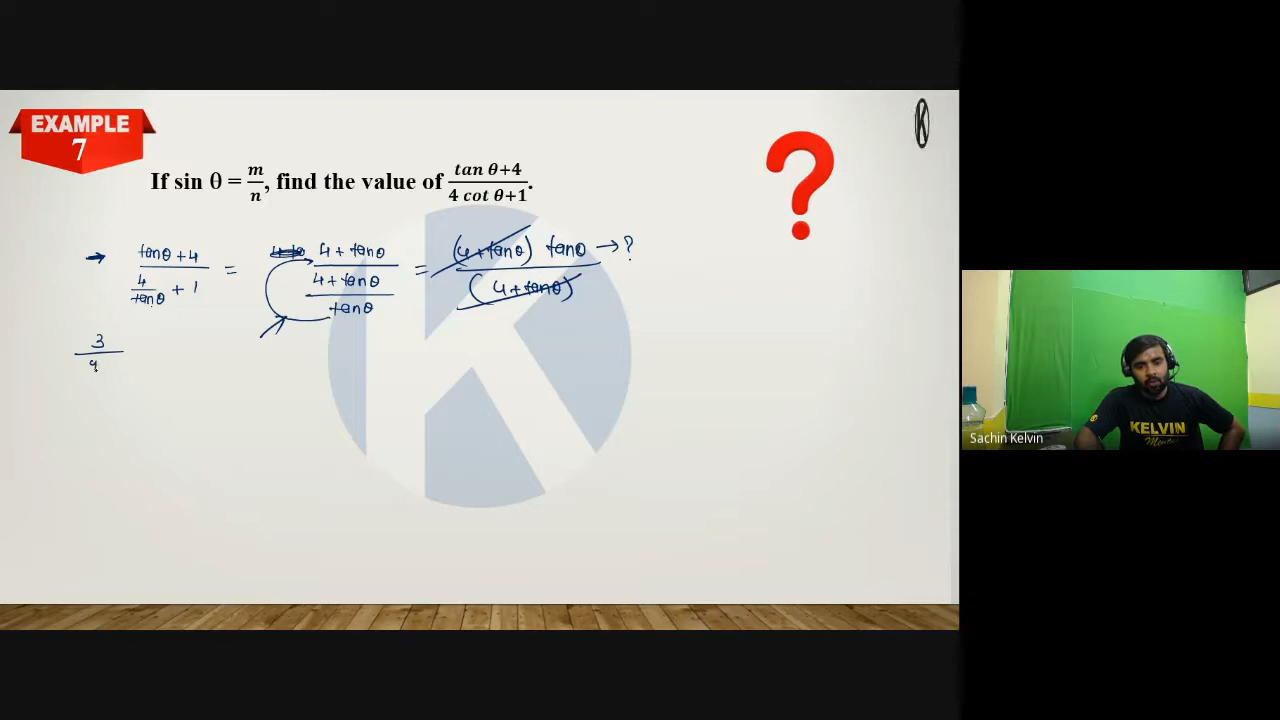 EXAMPLE
7
K
If sin θ = m/n, find the value of (tan θ+4)/(4 cot θ+1).
→ (tanθ + 4)/(4/tanθ + 1) = (4 + tanθ)/((4 + tanθ)/tanθ) = ((4 + tanθ) tanθ)/((4 + tanθ)) → ?
3
KELVIN
Sachin Kelvin